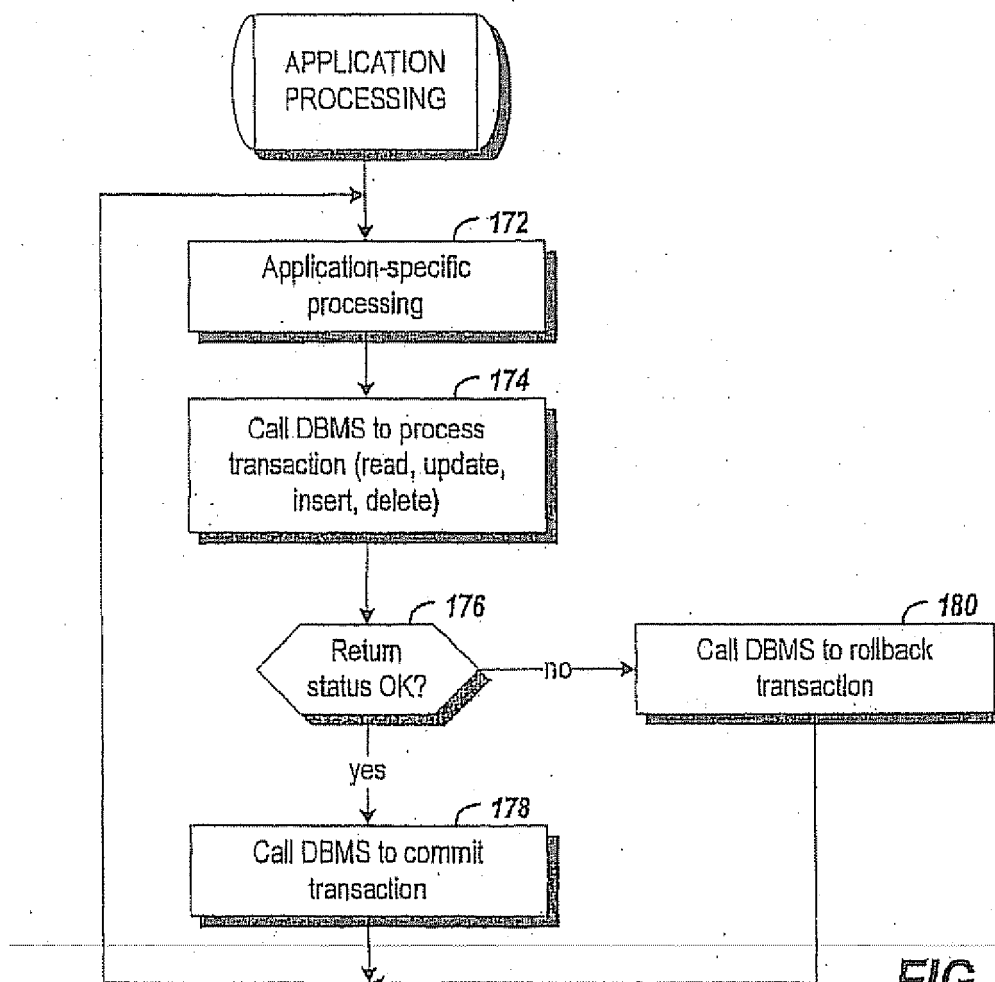 APPLICATION
PROCESSING
172
Application-specific
processing
174
Call DBMS to process
transaction (read, update,
insert, delete)
176
Return
status OK?
no
180
Call DBMS to rollback
transaction
yes
178
Call DBMS to commit
transaction
FIG